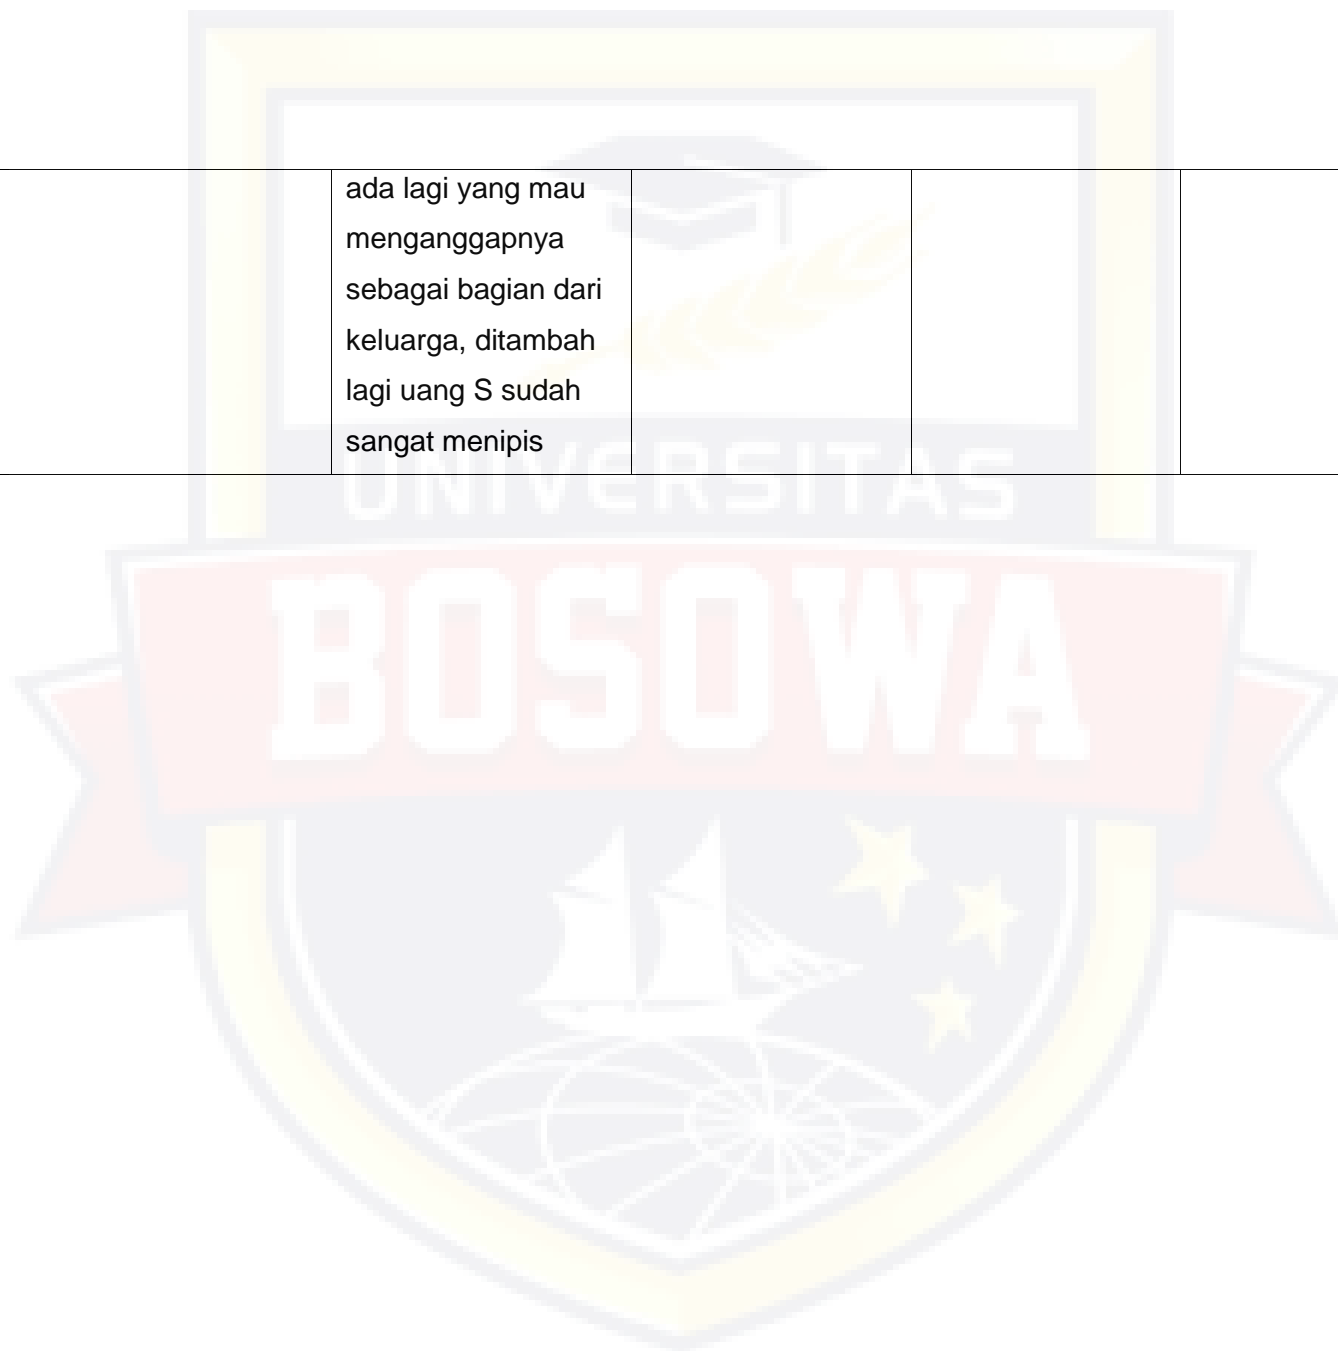 ada lagi yang mau
menganggapnya
sebagai bagian dari
keluarga, ditambah
lagi uang S sudah
sangat menipis
UNIVERSITAS
BOSOWA